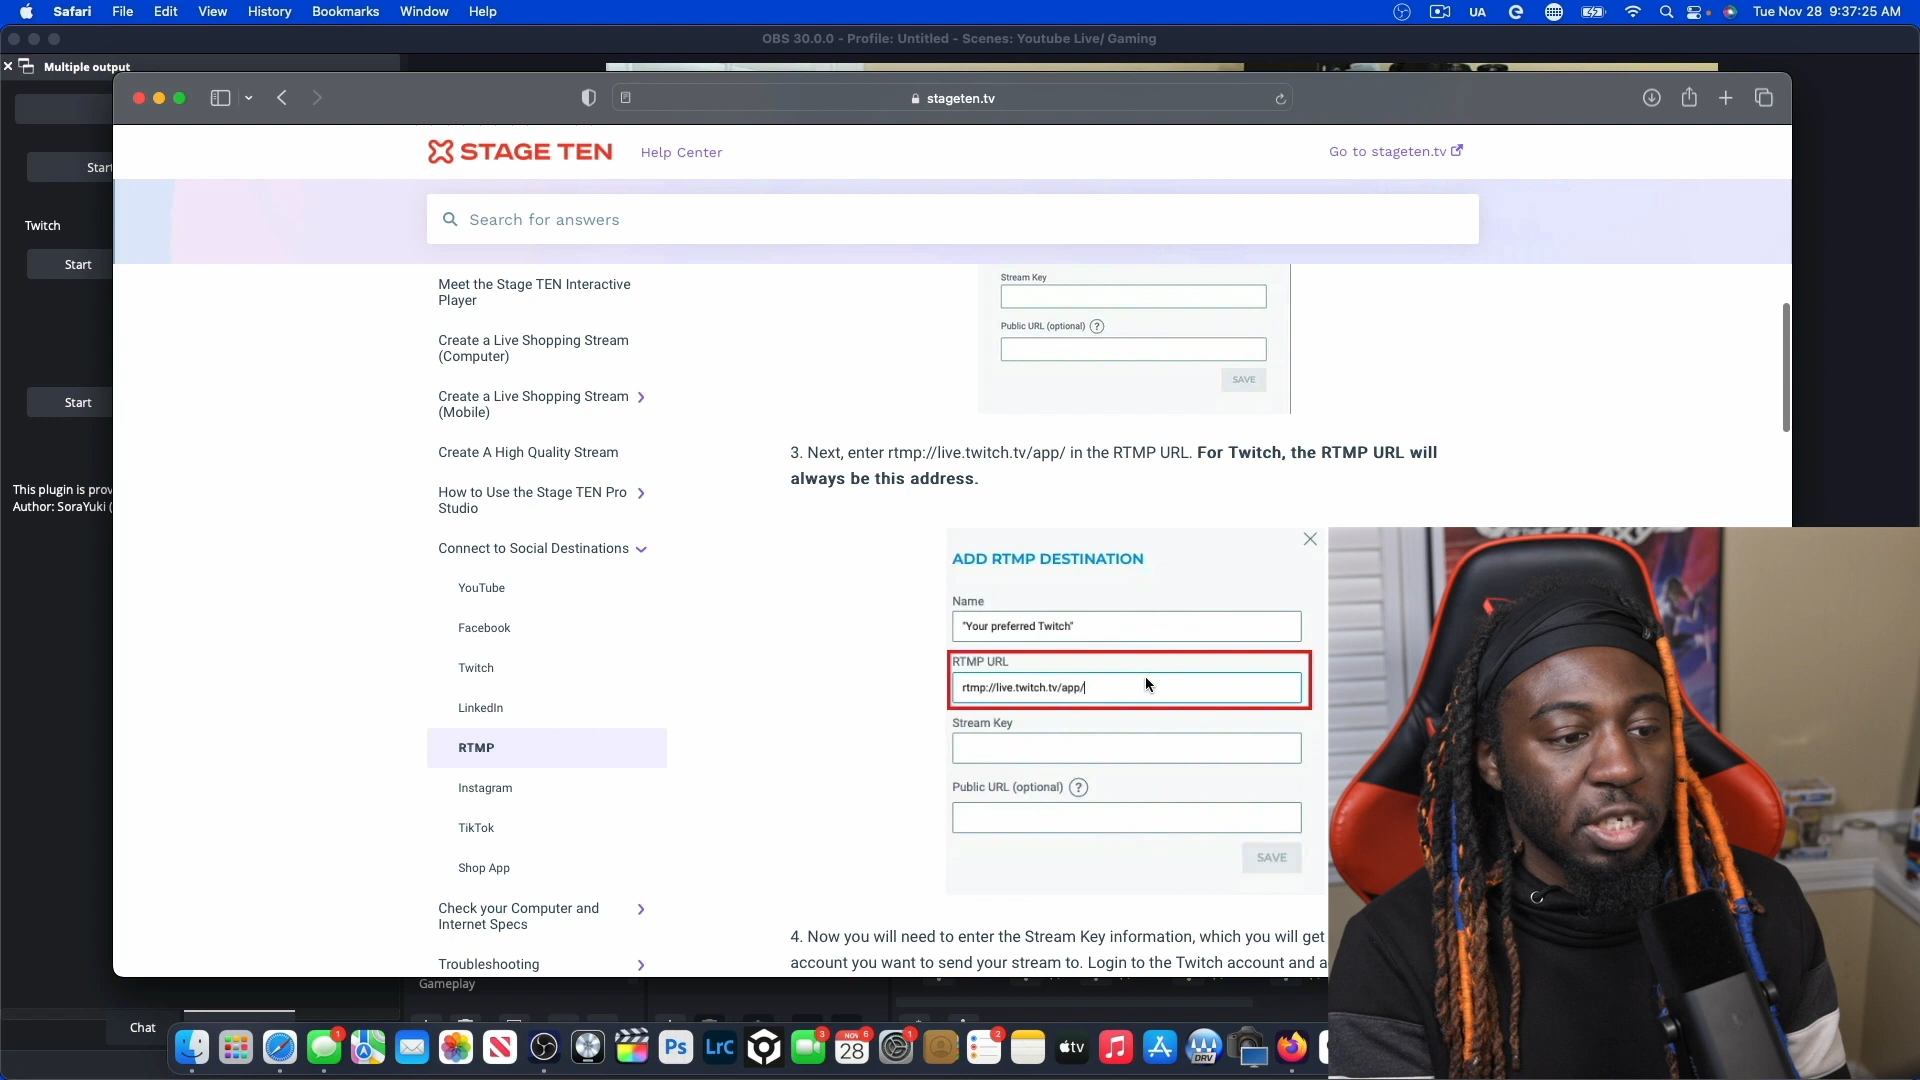 Safari File Edit View History Bookmarks Window Help
UA
Tue Nov 28 9:37:25 AM
OBS 30.0.0 - Profile: Untitled - Scenes: Youtube Live/ Gaming
Multiple output
stageten.tv
STAGE TEN
Help Center
Go to stageten.tv
Search for answers
Start
Twitch
Start
Start
This plugin is prov
Author: SoraYuki (
Meet the Stage TEN Interactive
Player
Create a Live Shopping Stream
(Computer)
Create a Live Shopping Stream
(Mobile)
Create A High Quality Stream
How to Use the Stage TEN Pro
Studio
Connect to Social Destinations
YouTube
Facebook
Twitch
LinkedIn
RTMP
Instagram
TikTok
Shop App
Check your Computer and
Internet Specs
Troubleshooting
Stream Key
Public URL (optional) ?
SAVE
3. Next, enter rtmp://live.twitch.tv/app/ in the RTMP URL. For Twitch, the RTMP URL will
always be this address.
ADD RTMP DESTINATION
Name
"Your preferred Twitch"
RTMP URL
rtmp://live.twitch.tv/app/
Stream Key
Public URL (optional) ?
SAVE
4. Now you will need to enter the Stream Key information, which you will get
account you want to send your stream to. Login to the Twitch account and a
Gameplay
Chat
1
3
NOV
28
6
1
2
Ps
LrC
tv
DRV